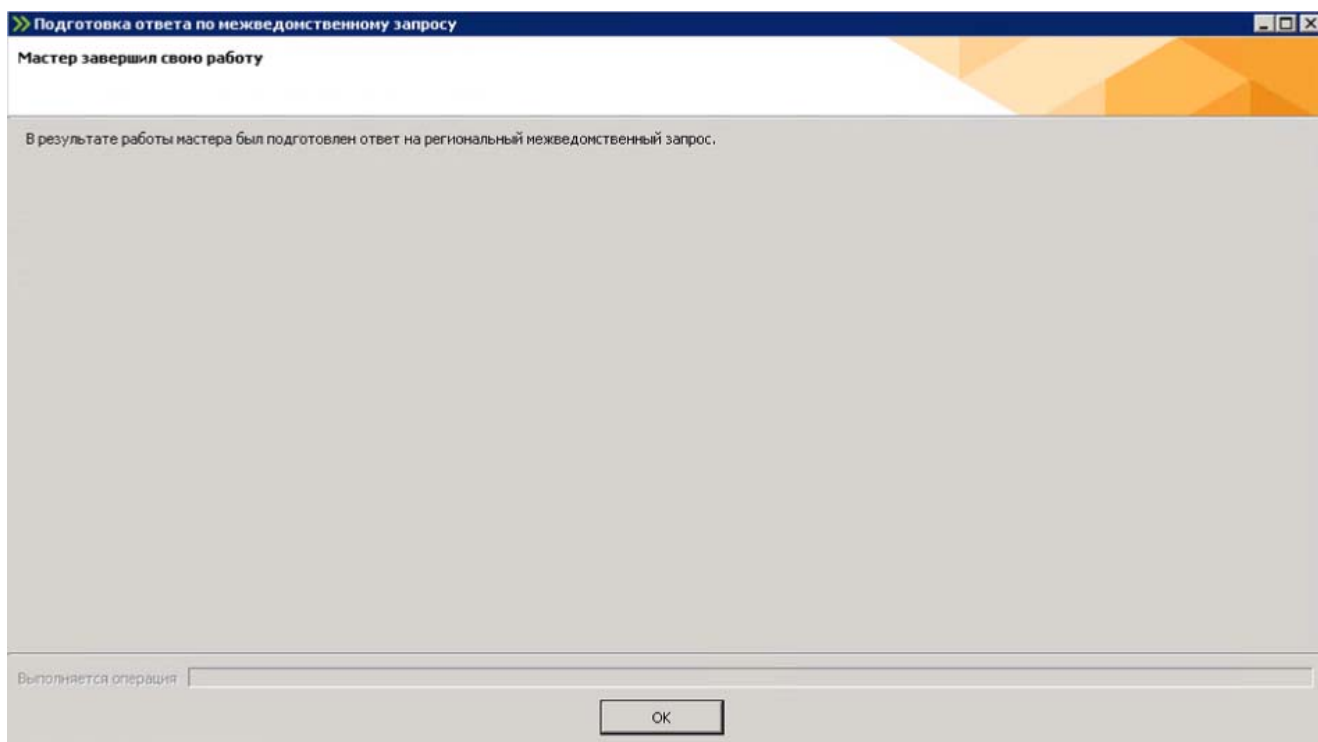 Подготовка ответа по межведомственному запросу
Мастер завершил свою работу
В результате работы мастера был подготовлен ответ на региональный межведомственный запрос.
Выполняется операция
ОК